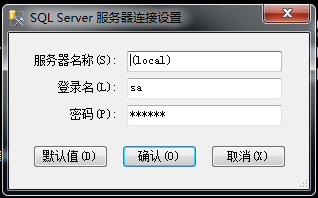 SQL Server 服务器连接设置
服务器名称(S): (local)
登录名(L): sa
密码(P): ******
默认值(D) 确认(O) 取消(X)